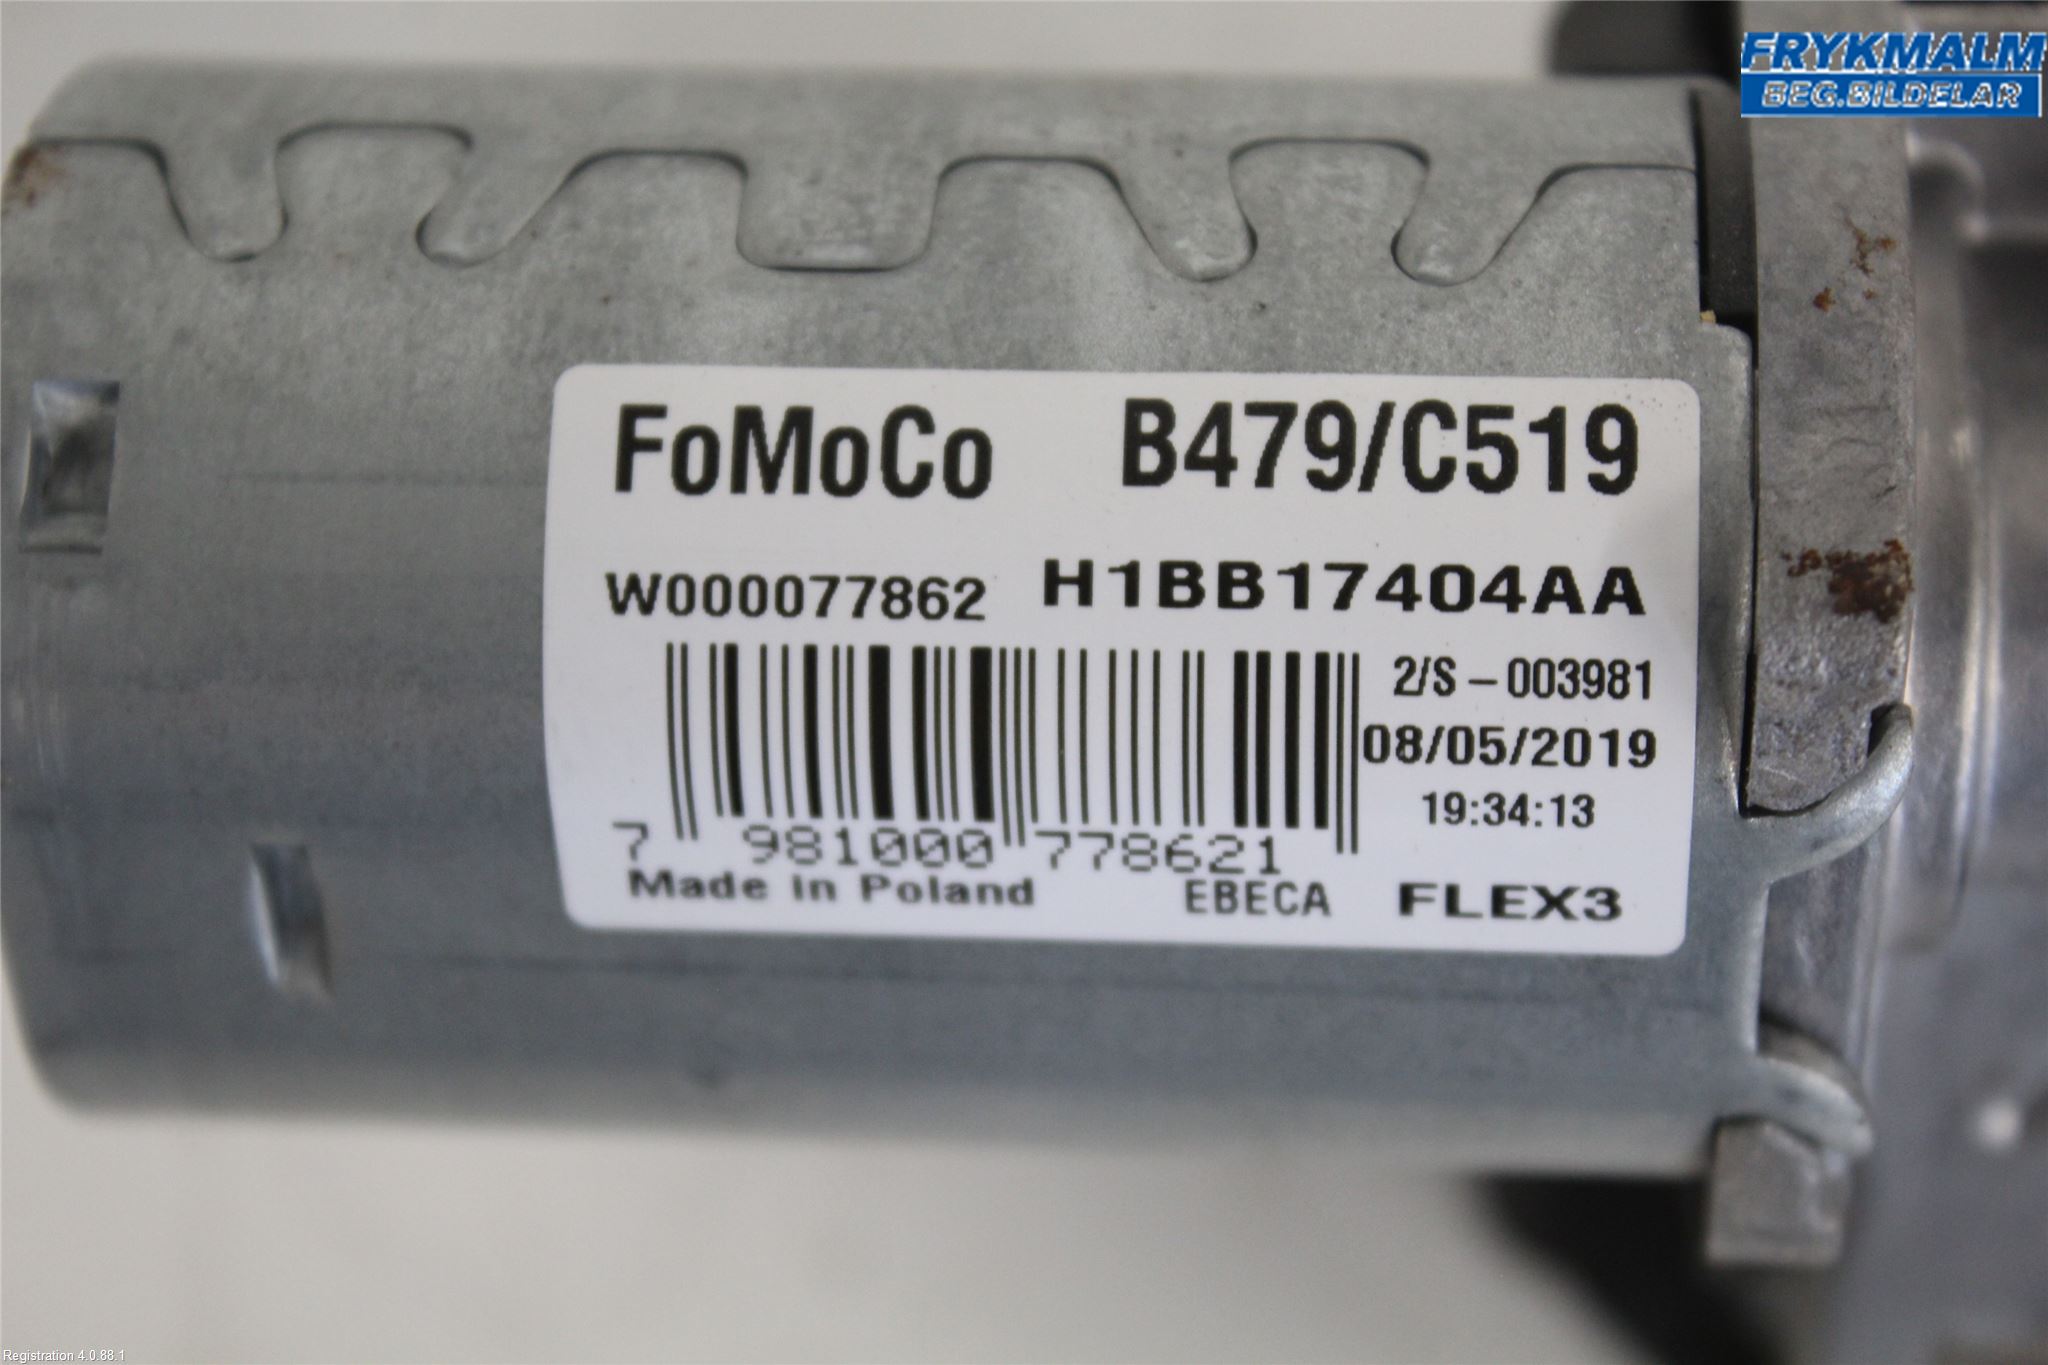 FRYKMALM
BEG.BILDELAR
FoMoCo B479/C519
W000077862 H1BB17404AA
2/S - 003981
08/05/2019
19:34:13
7 981000 778621
Made in Poland EBECA FLEX3
Registration 4.0.88.1